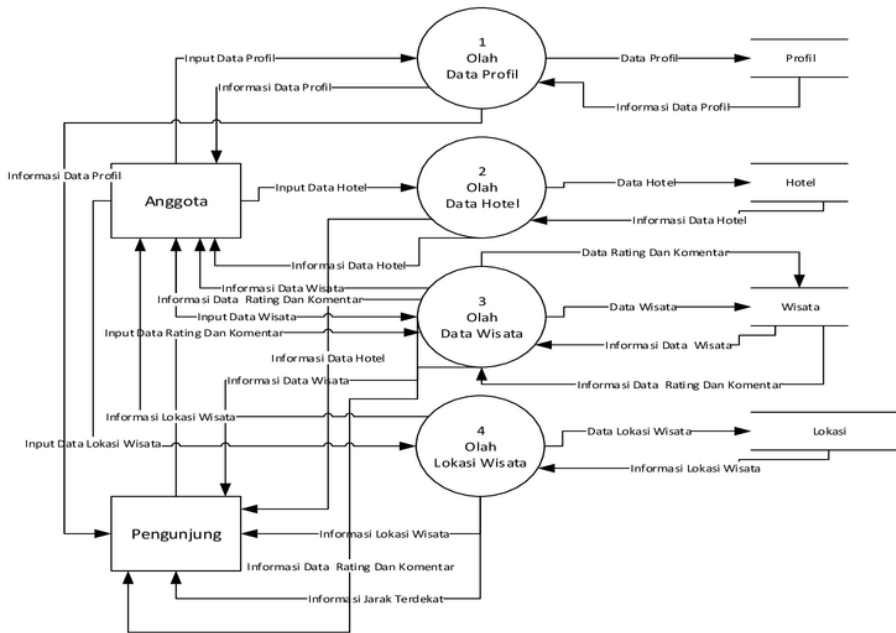 1
Olah
Data Profil
Input Data Profil
Data Profil
Profil
Informasi Data Profil
Informasi Data Profil
Informasi Data Profil
2
Olah
Data Hotel
Anggota
Input Data Hotel
Data Hotel
Hotel
Informasi Data Hotel
Informasi Data Hotel
Data Rating Dan Komentar
Informasi Data Wisata
Informasi Data Rating Dan Komentar
3
Olah
Data Wisata
Input Data Wisata
Data Wisata
Wisata
Input Data Rating Dan Komentar
Informasi Data Wisata
Informasi Data Hotel
Informasi Data Wisata
Informasi Data Rating Dan Komentar
Informasi Lokasi Wisata
4
Olah
Lokasi Wisata
Data Lokasi Wisata
Lokasi
Input Data Lokasi Wisata
Informasi Lokasi Wisata
Pengunjung
Informasi Lokasi Wisata
Informasi Data Rating Dan Komentar
Informasi Jarak Terdekat